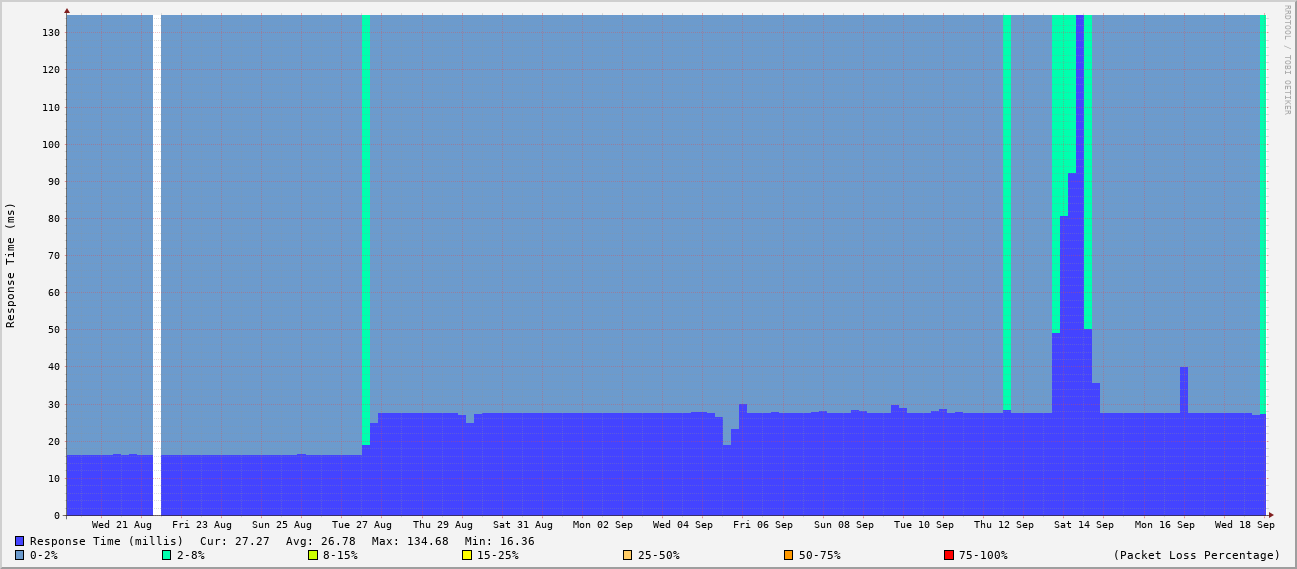 RRDTOOL / TOBI OETIKER
Response Time (ms)
130
120
110
100
90
80
70
60
50
40
30
20
10
0
Wed 21 Aug Fri 23 Aug Sun 25 Aug Tue 27 Aug Thu 29 Aug Sat 31 Aug Mon 02 Sep Wed 04 Sep Fri 06 Sep Sun 08 Sep Tue 10 Sep Thu 12 Sep Sat 14 Sep Mon 16 Sep Wed 18 Sep
Response Time (millis) Cur: 27.27 Avg: 26.78 Max: 134.68 Min: 16.36
0-2% 2-8% 8-15% 15-25% 25-50% 50-75% 75-100% (Packet Loss Percentage)